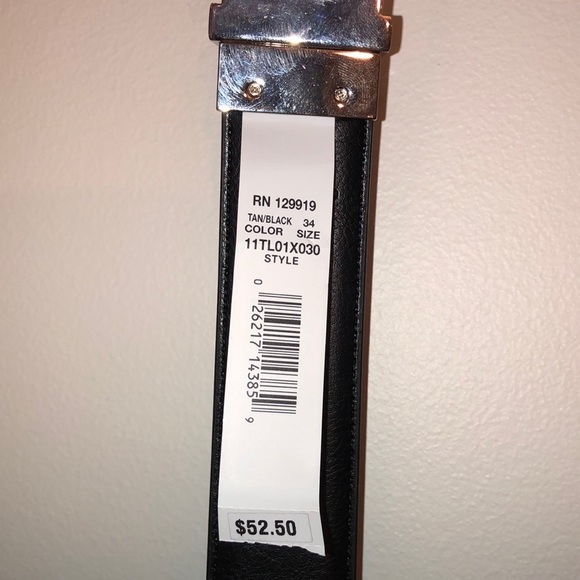 RN 129919
TAN/BLACK 34
COLOR SIZE
11TL01X030
STYLE
0 26217 14385 9
$52.50